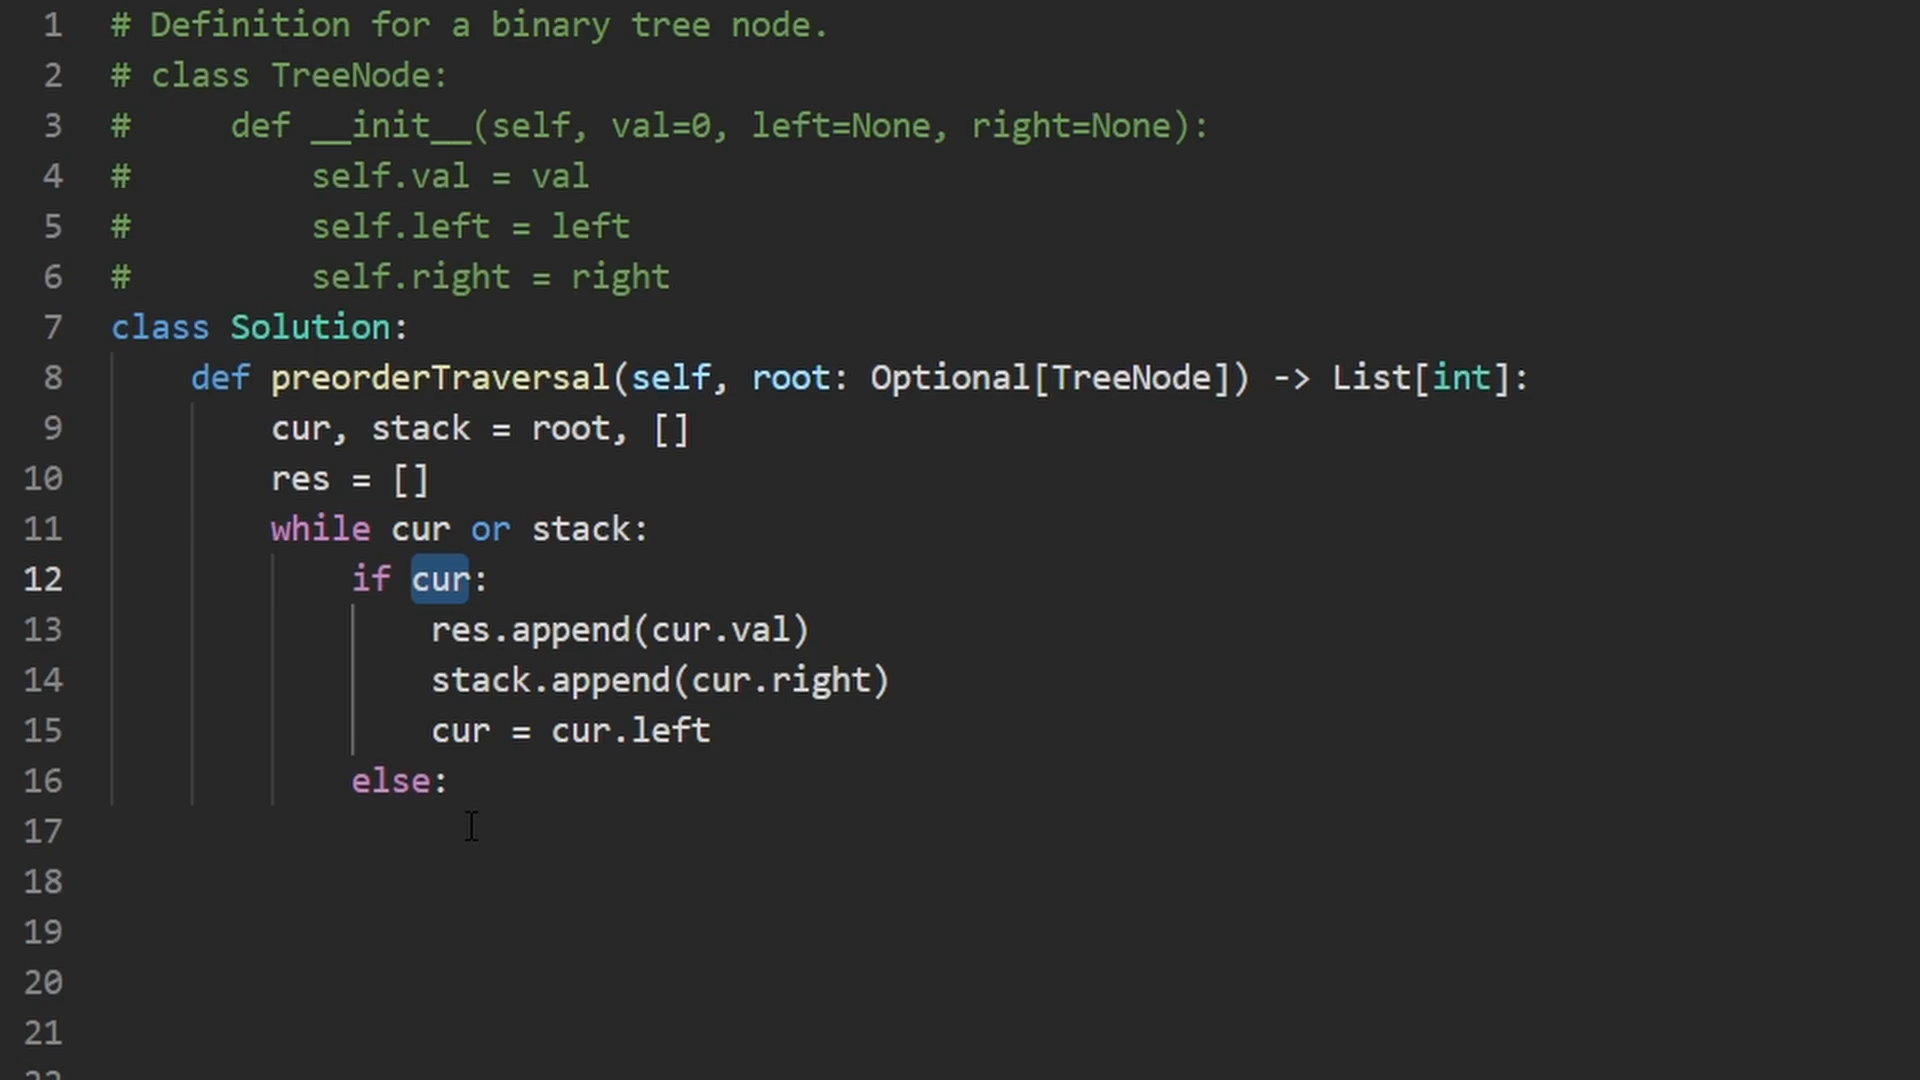 1 # Definition for a binary tree node.
2 # class TreeNode:
3 #     def __init__(self, val=0, left=None, right=None):
4 #         self.val = val
5 #         self.left = left
6 #         self.right = right
7 class Solution:
8     def preorderTraversal(self, root: Optional[TreeNode]) -> List[int]:
9         cur, stack = root, []
10         res = []
11         while cur or stack:
12             if cur:
13                 res.append(cur.val)
14                 stack.append(cur.right)
15                 cur = cur.left
16             else:
17
18
19
20
21